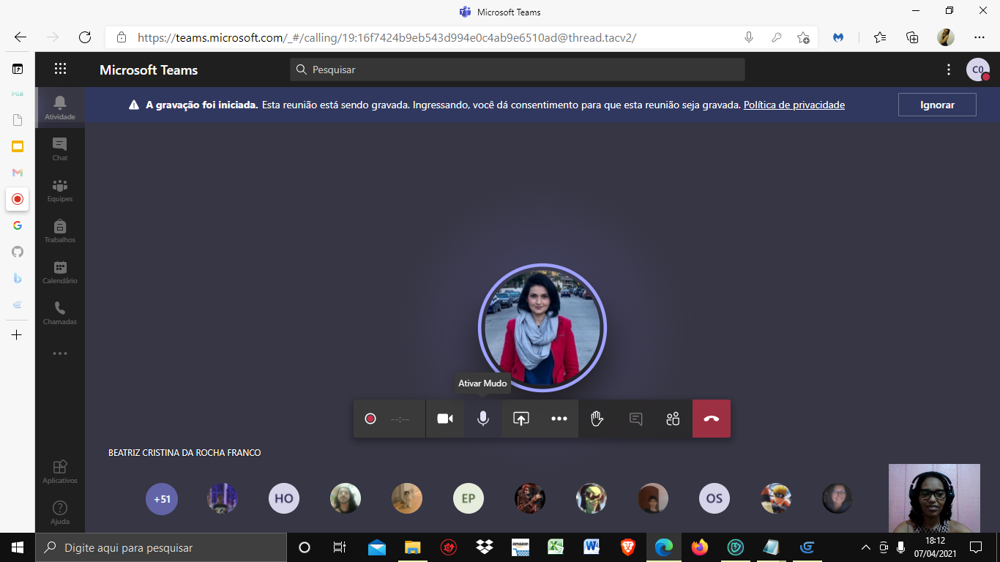 Microsoft Teams
https://teams.microsoft.com/_#/calling/19:16f7424b9eb543d994e0c4ab9e6510ad@thread.tacv2/
Microsoft Teams
Pesquisar
C0
A gravação foi iniciada. Esta reunião está sendo gravada. Ingressando, você dá consentimento para que esta reunião seja gravada. Política de privacidade
Ignorar
PGB
Atividade
Chat
Equipes
Trabalhos
Calendário
Chamadas
Aplicativos
Ajuda
Ativar Mudo
--:--
BEATRIZ CRISTINA DA ROCHA FRANCO
+51
HO
EP
OS
Digite aqui para pesquisar
amazon
18:12
07/04/2021